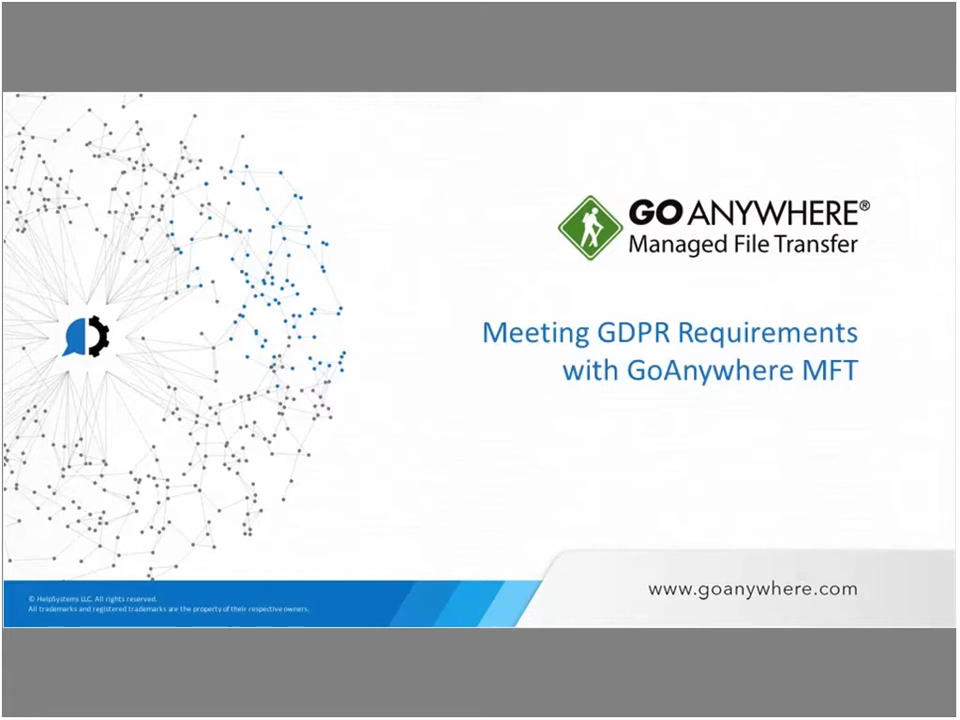 GO ANYWHERE®
Managed File Transfer
Meeting GDPR Requirements
with GoAnywhere MFT
© HelpSystems LLC. All rights reserved.
All trademarks and registered trademarks are the property of their respective owners.
www.goanywhere.com